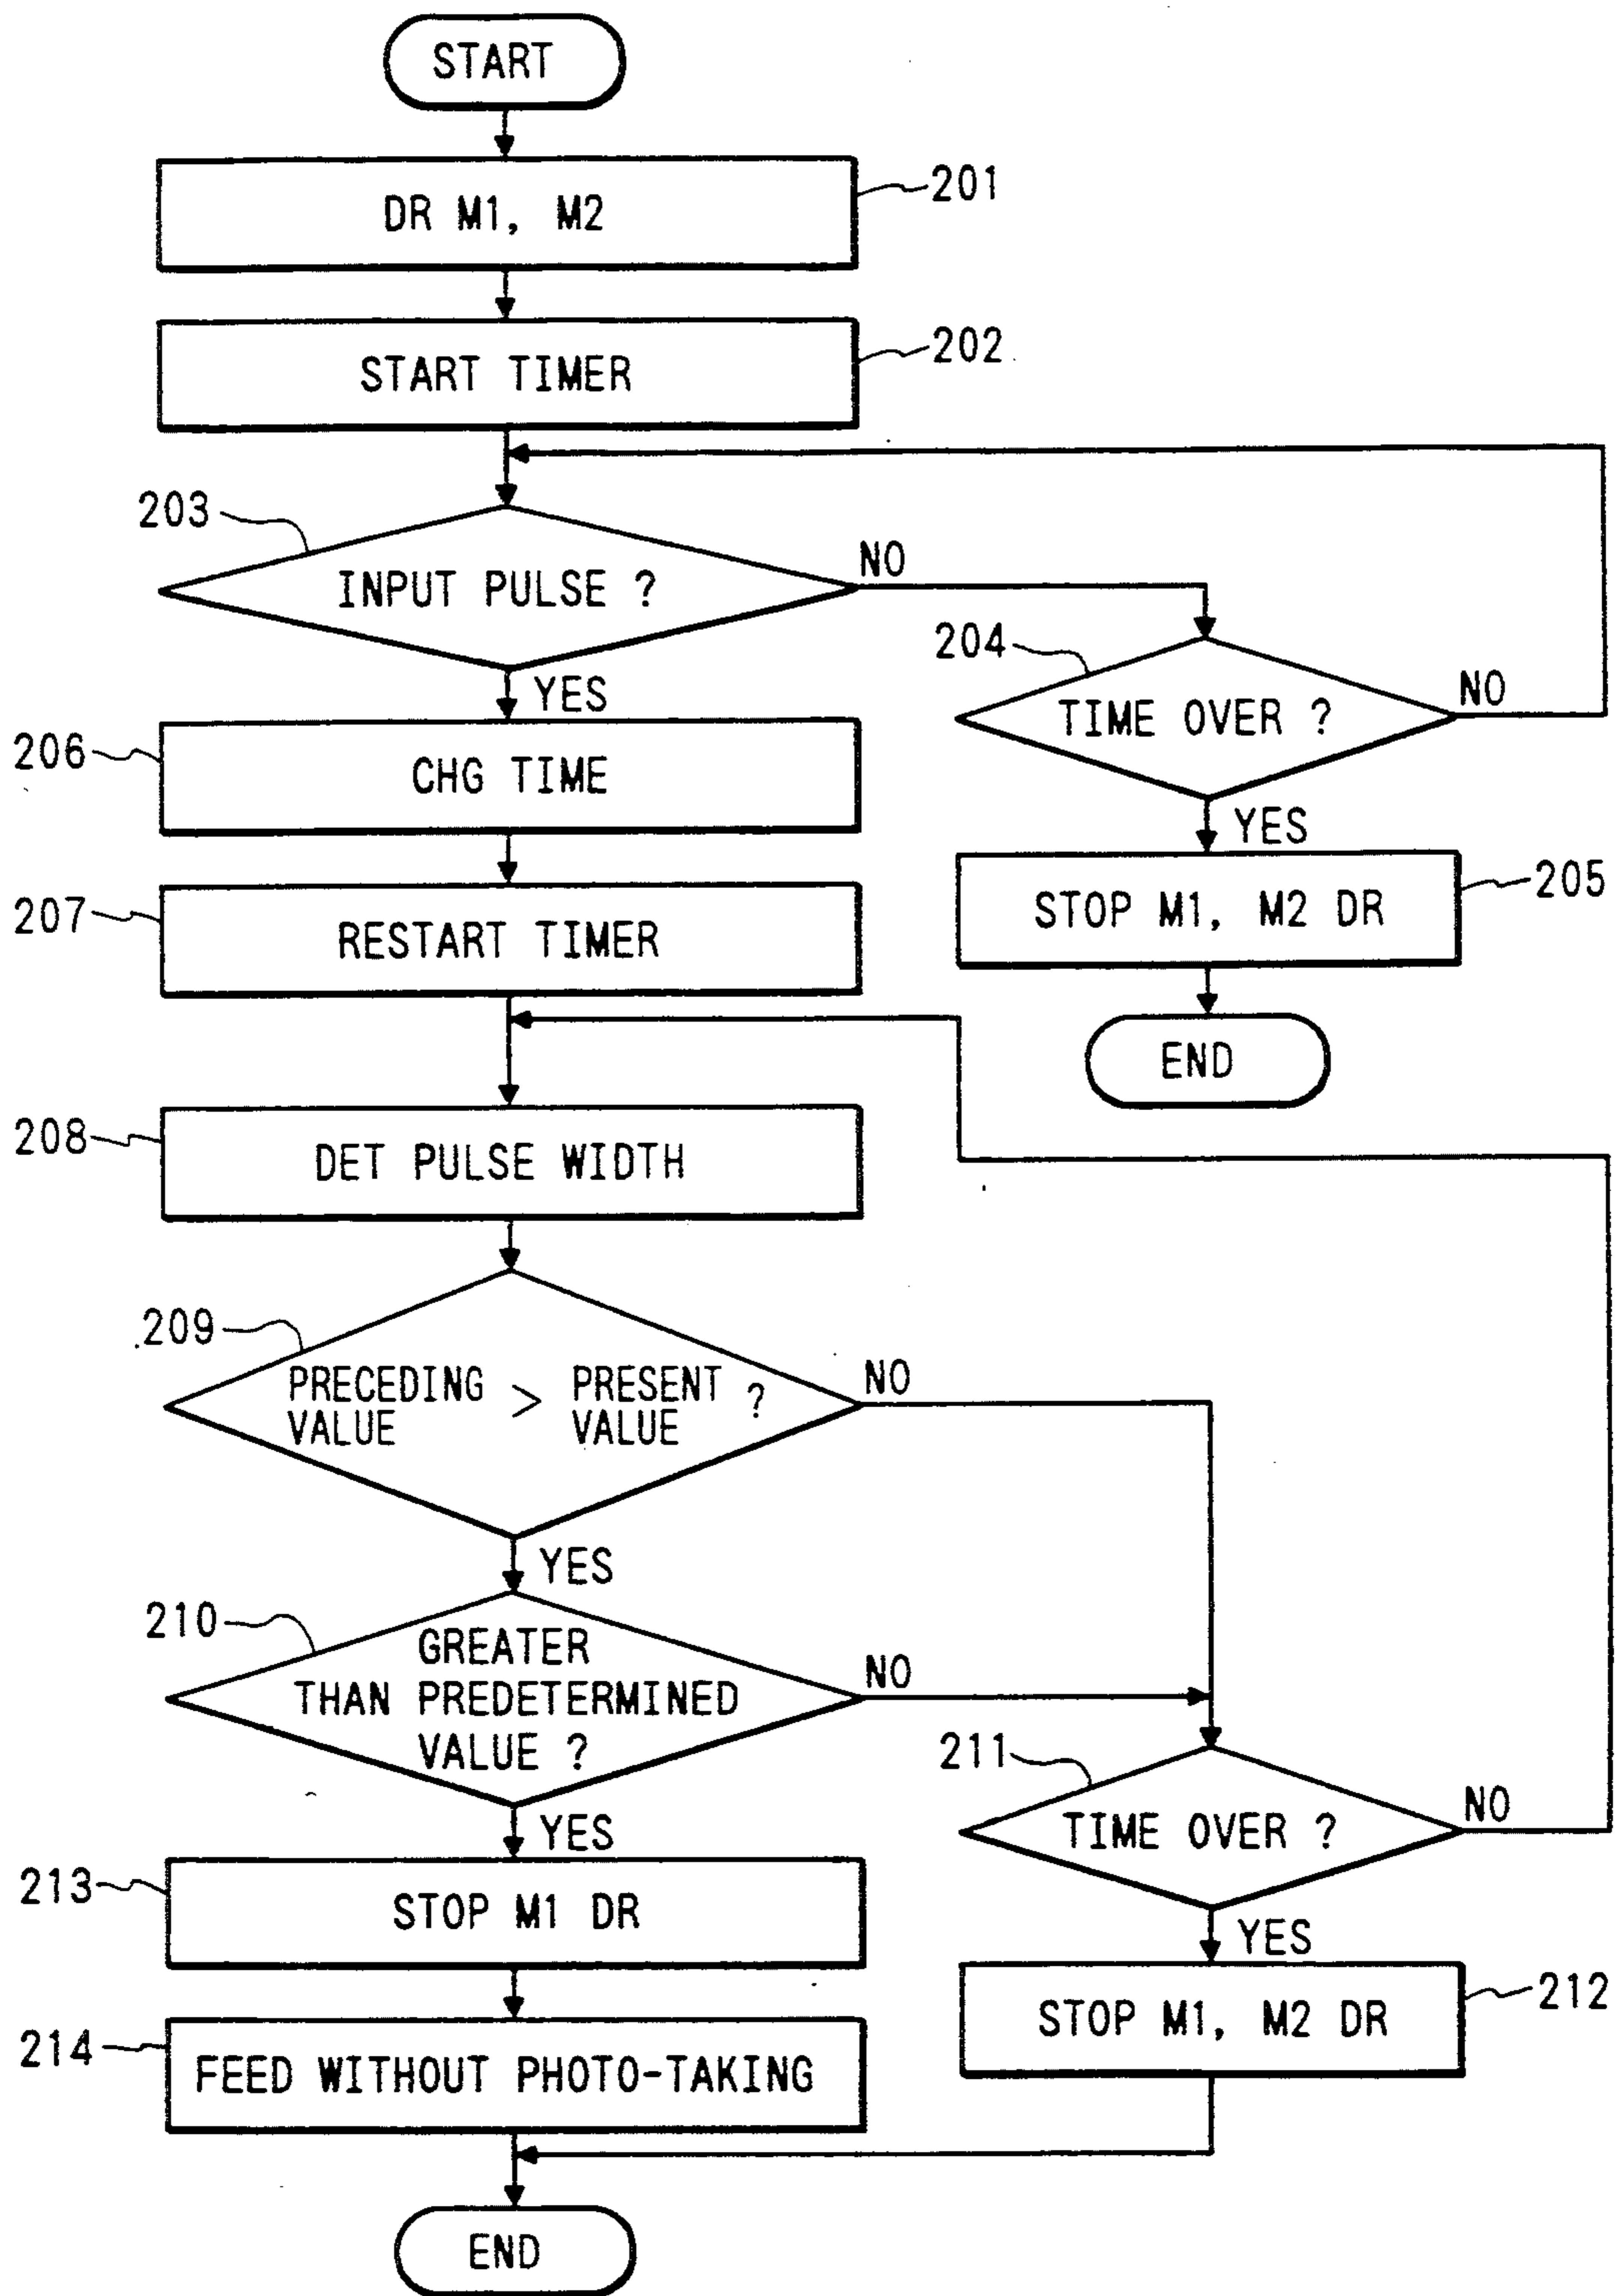 START
DR M1, M2
201
START TIMER
202
203
INPUT PULSE ?
NO
204
TIME OVER ?
NO
YES
206
CHG TIME
YES
STOP M1, M2 DR
205
207
RESTART TIMER
END
208
DET PULSE WIDTH
209
PRECEDING VALUE > PRESENT VALUE ?
NO
YES
210
GREATER
THAN PREDETERMINED
VALUE ?
NO
211
TIME OVER ?
NO
YES
213
STOP M1 DR
YES
STOP M1, M2 DR
212
214
FEED WITHOUT PHOTO-TAKING
END